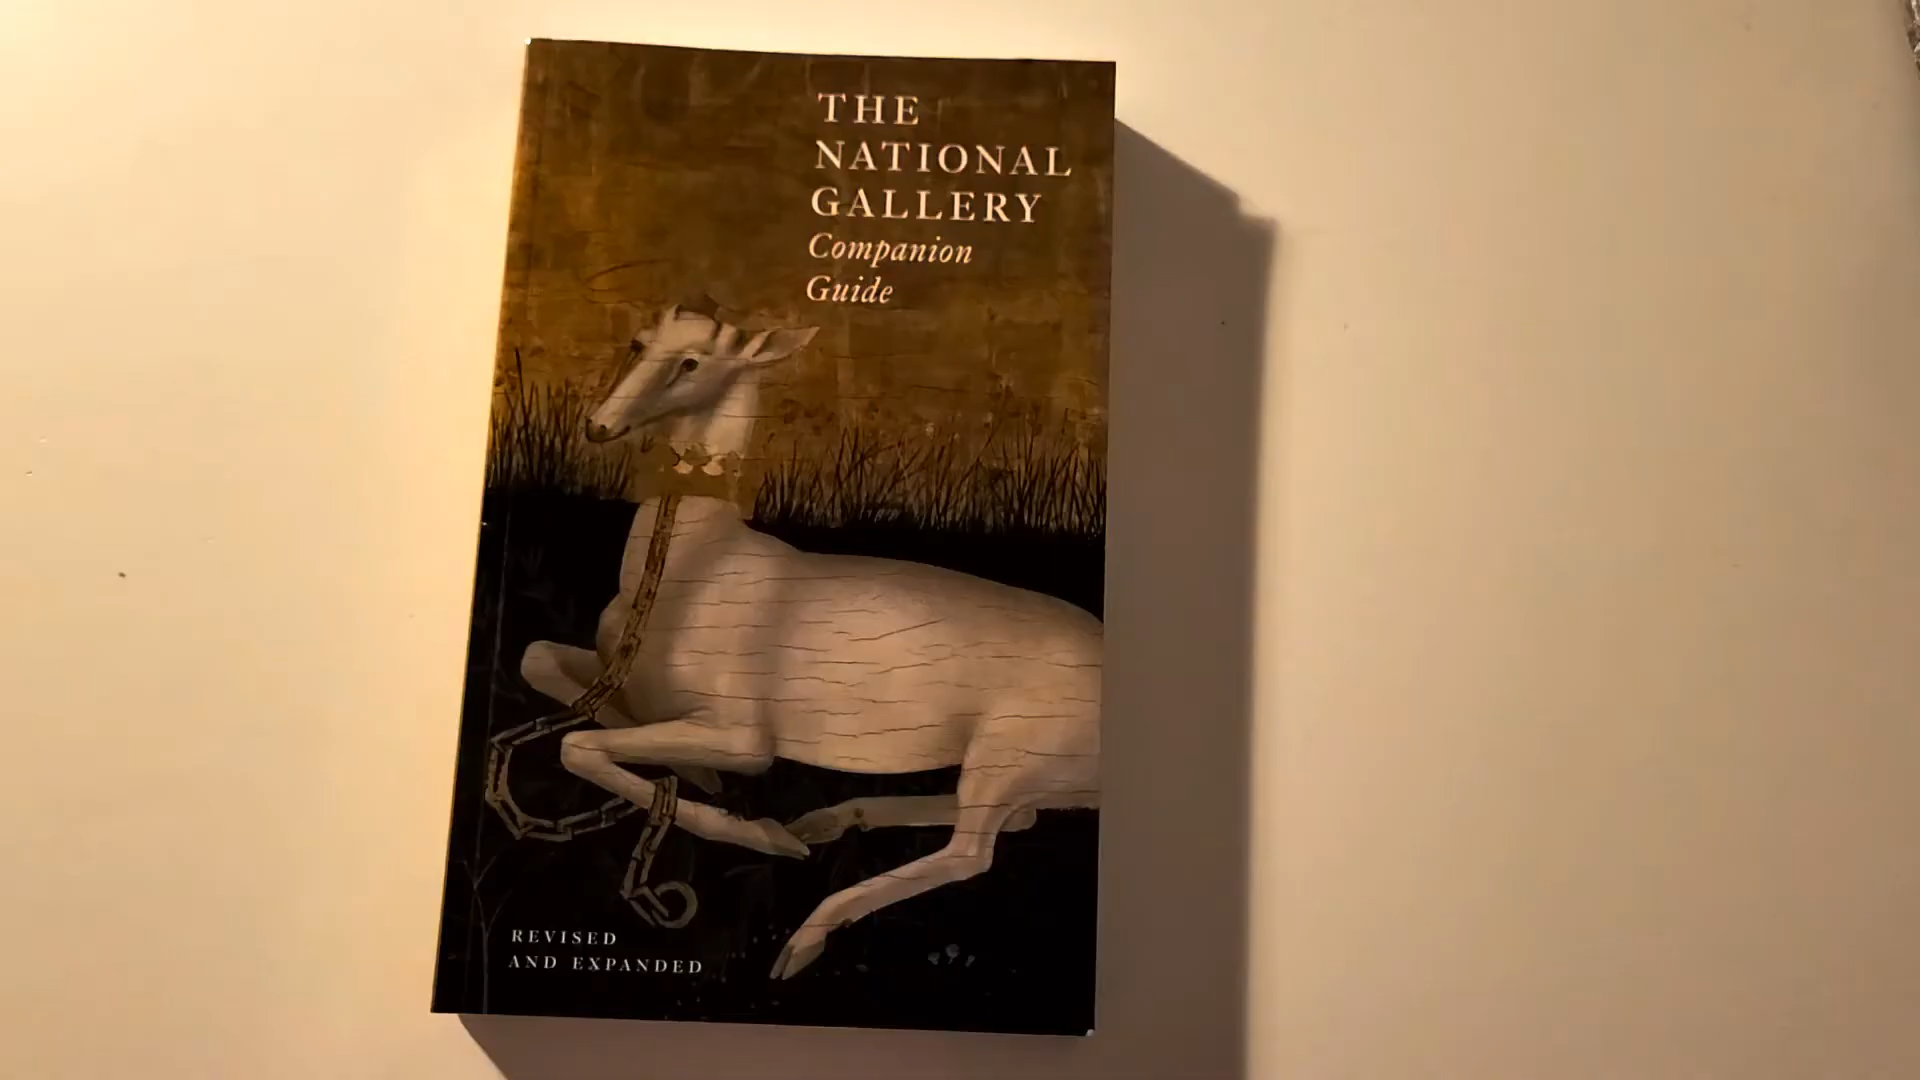 THE
NATIONAL
GALLERY
Companion
Guide
REVISED
AND EXPANDED